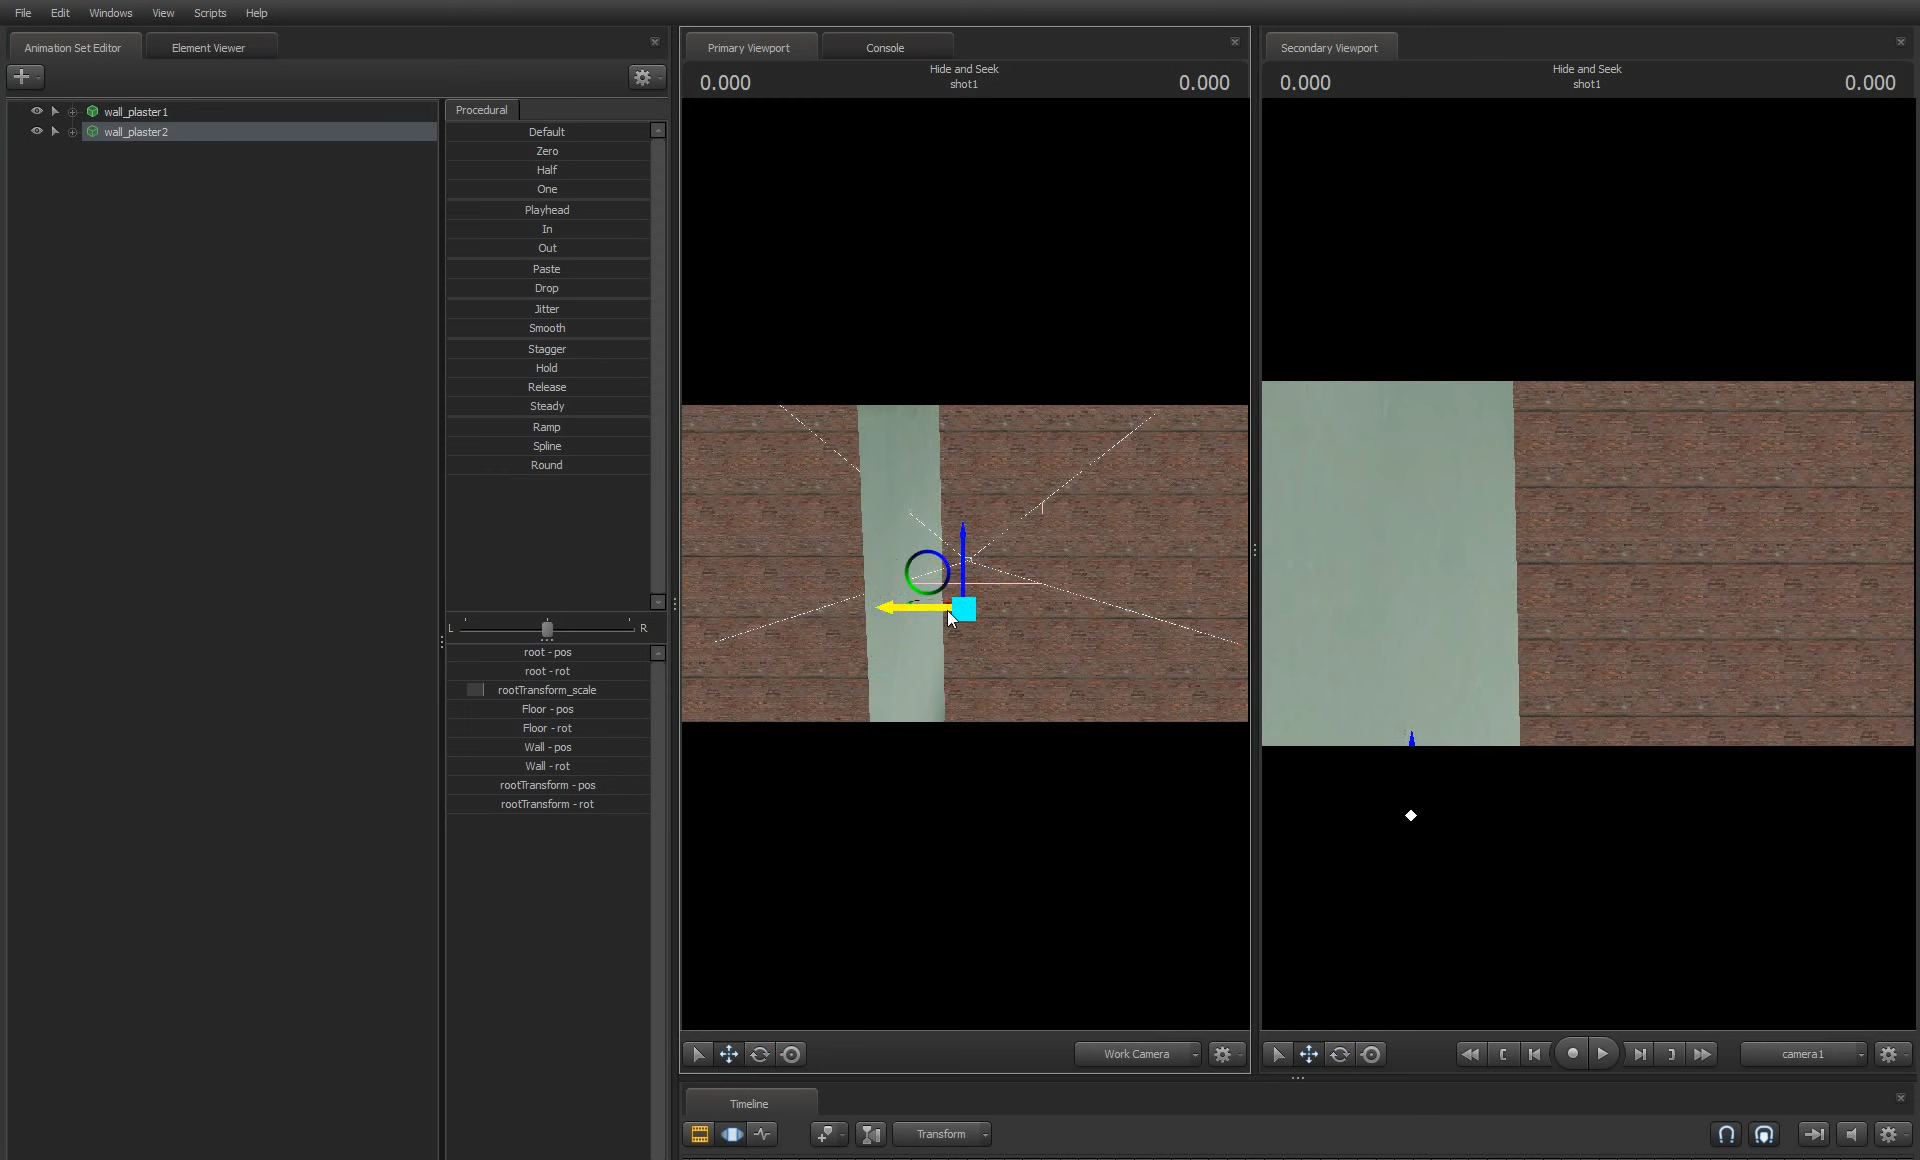 File Edit Windows View Scripts Help
Animation Set Editor Element Viewer
wall_plaster1
wall_plaster2
Procedural
Default
Zero
Half
One
Playhead
In
Out
Paste
Drop
Jitter
Smooth
Stagger
Hold
Release
Steady
Ramp
Spline
Round
L R
root - pos
root - rot
rootTransform_scale
Floor - pos
Floor - rot
Wall - pos
Wall - rot
rootTransform - pos
rootTransform - rot
Primary Viewport Console
0.000 Hide and Seek 0.000
shot1
Work Camera
Secondary Viewport
0.000 Hide and Seek 0.000
shot1
camera1
Timeline
Transform